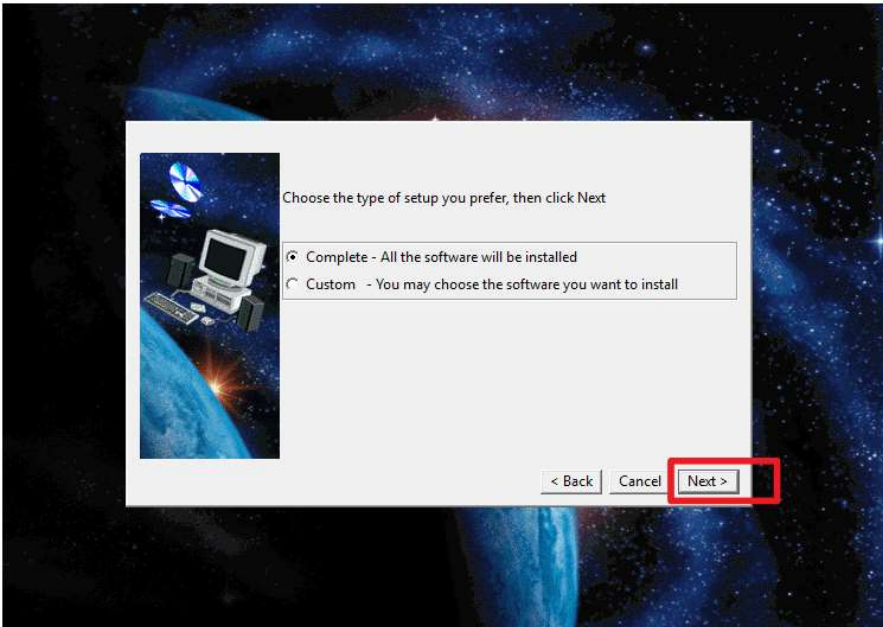 Choose the type of setup you prefer, then click Next
Complete - All the software will be installed
Custom - You may choose the software you want to install
< Back Cancel Next >